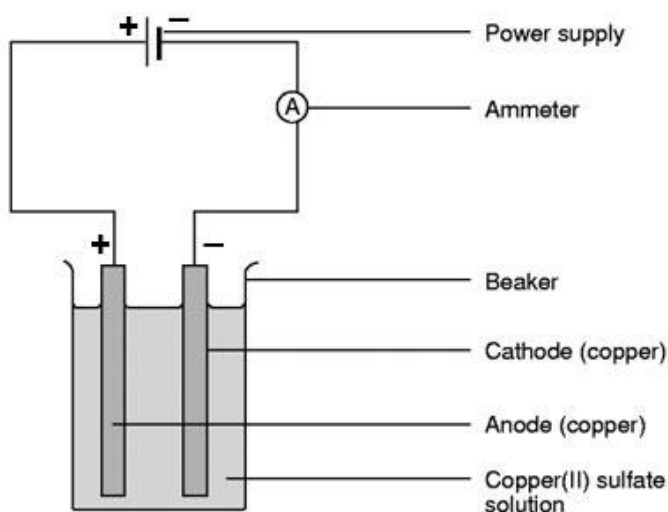 + −
Power supply
A
Ammeter
+ −
Beaker
Cathode (copper)
Anode (copper)
Copper(II) sulfate
solution